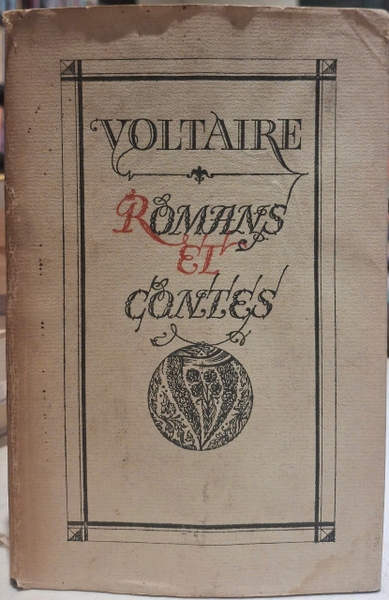 VOLTAIRE
ROMANS
ET
CONTES